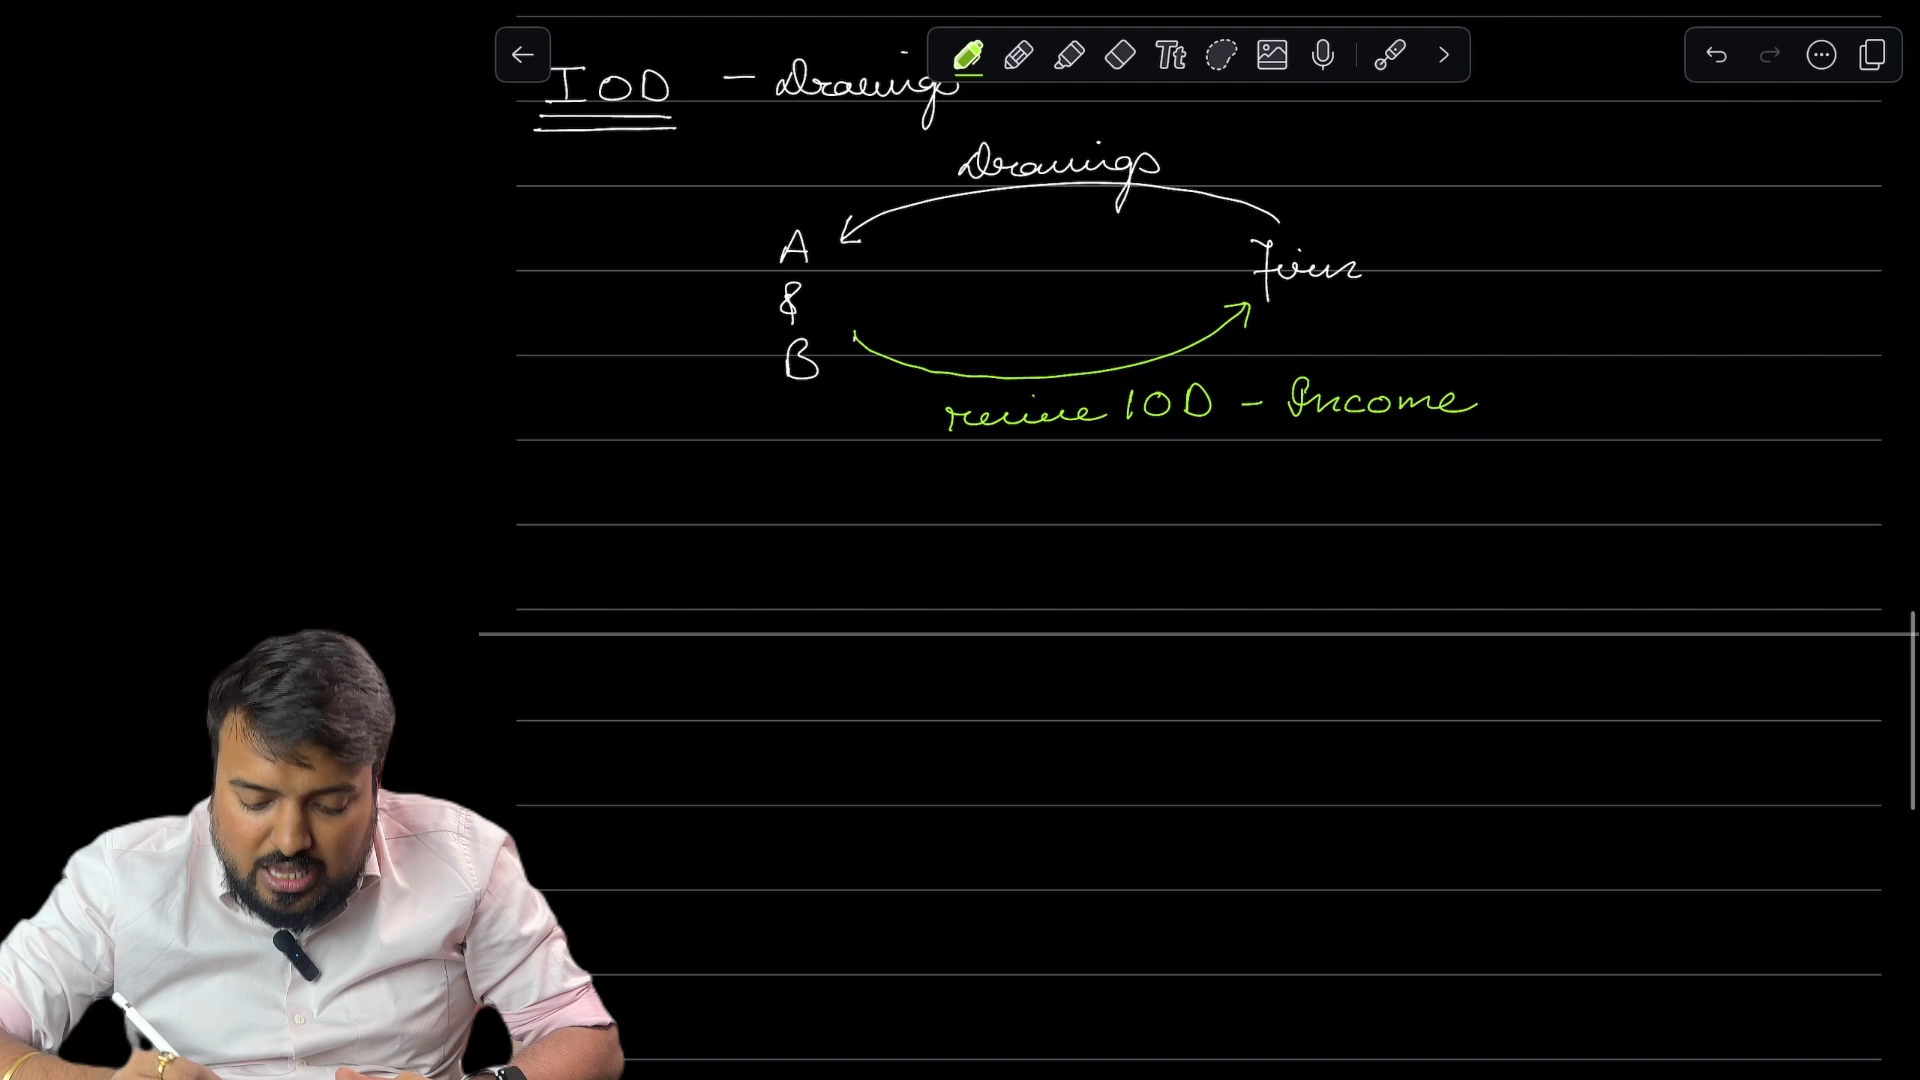 IOD - Drawings
Drawings
A
Firm
&
B
receive IOD - Income